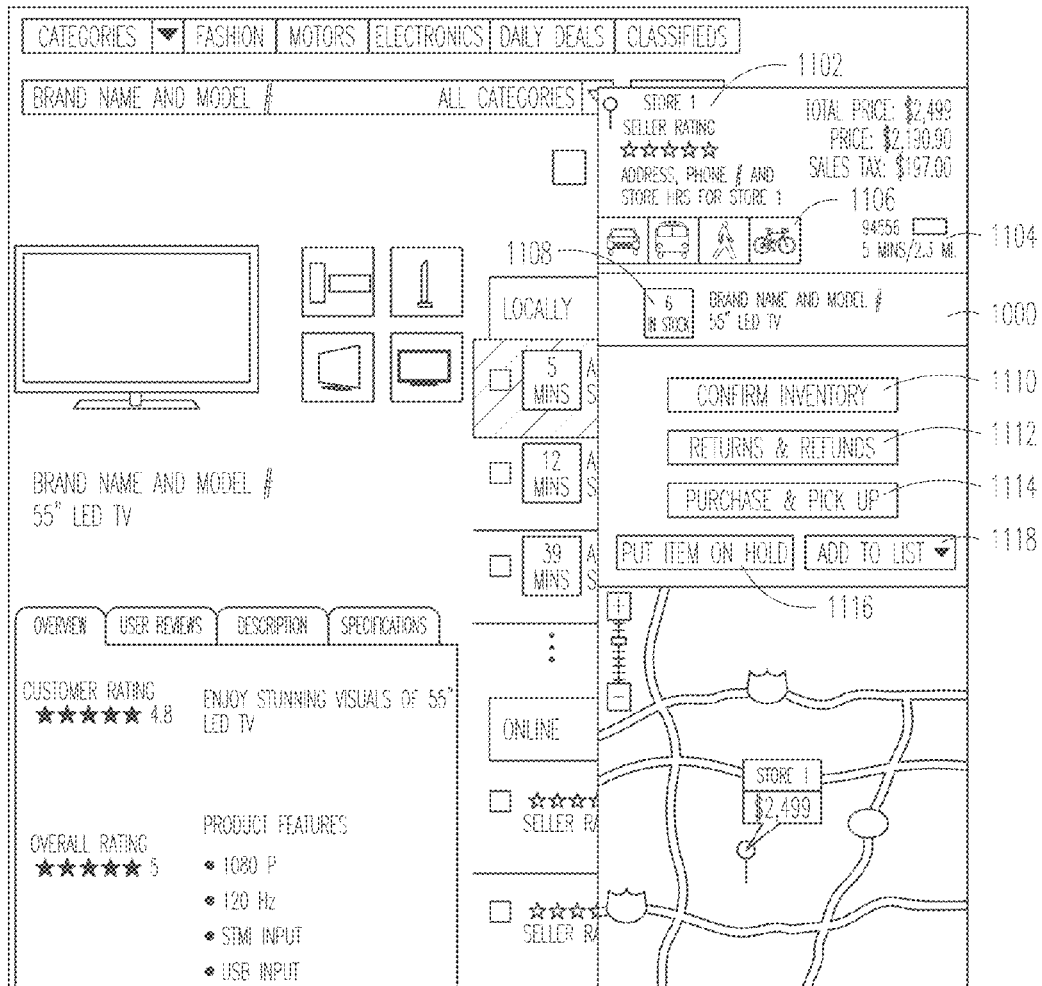 CATEGORIES FASHION MOTORS ELECTRONICS DAILY DEALS CLASSIFIEDS
BRAND NAME AND MODEL # ALL CATEGORIES
1102
STORE 1
SELLER RATING
ADDRESS, PHONE # AND
STORE HRS FOR STORE 1
TOTAL PRICE: $2,499
PRICE:
SALES TAX: $197.00
1106
5 MINS/2.3 MI.
1104
1108
6
IN STOCK
BRAND NAME AND MODEL #
55" LED TV
1000
CONFIRM INVENTORY
1110
RETURNS & REFUNDS
1112
PURCHASE & PICK UP
1114
PUT ITEM ON HOLD
ADD TO LIST
1118
1116
LOCALLY
5
MINS
A
S
12
MINS
A
S
39
MINS
A
S
BRAND NAME AND MODEL #
55" LED TV
OVERVIEW USER REVIEWS DESCRIPTION SPECIFICATIONS
CUSTOMER RATING
4.8
ENJOY STUNNING VISUALS OF 55"
LED TV
OVERALL RATING
5
PRODUCT FEATURES
• 1080 P
• 120 Hz
• STMI INPUT
• USB INPUT
ONLINE
SELLER RA
SELLER RA
STORE 1
$2,499